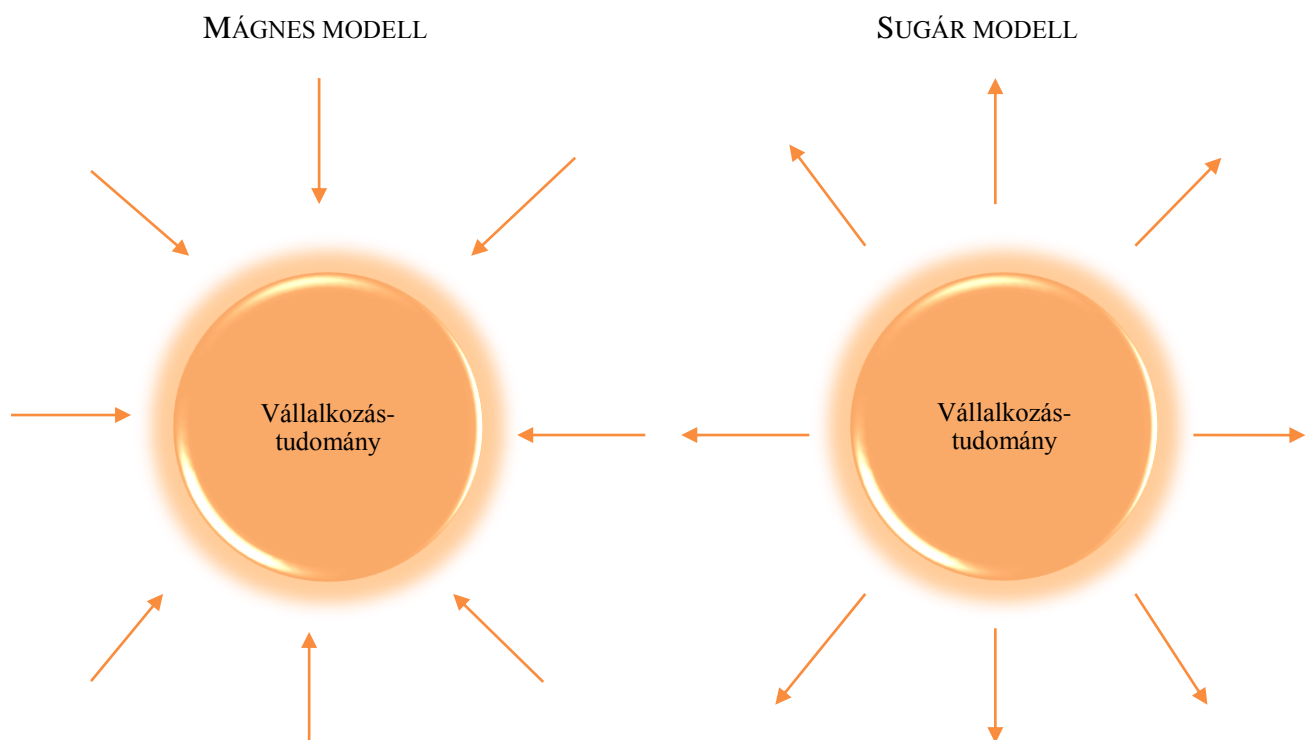 MÁGNES MODELL
SUGÁR MODELL
Vállalkozás-
tudomány
Vállalkozás-
tudomány